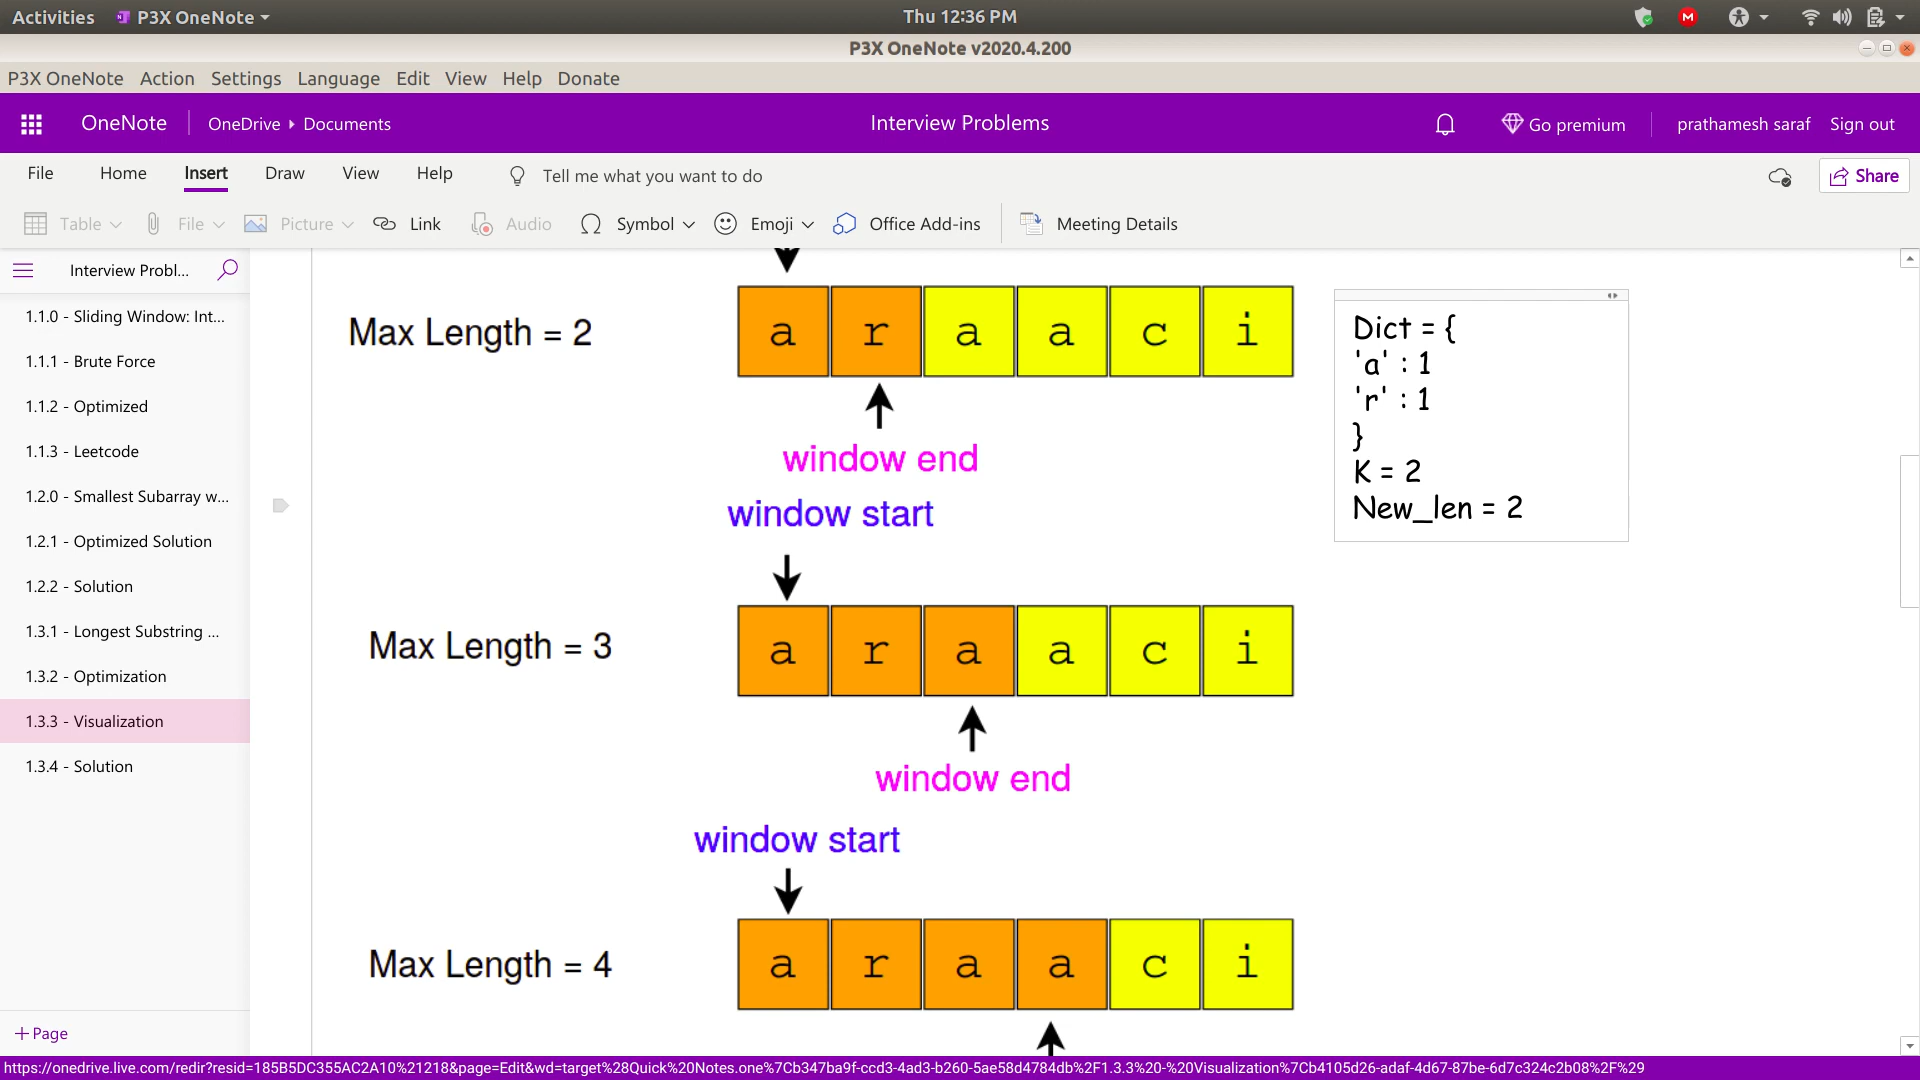 Activities P3X OneNote Thu 12:36 PM
P3X OneNote v2020.4.200
P3X OneNote Action Settings Language Edit View Help Donate
OneNote OneDrive Documents Interview Problems Go premium prathamesh saraf Sign out
File Home Insert Draw View Help Tell me what you want to do Share
Table File Picture Link Audio Symbol Emoji Office Add-ins Meeting Details
Interview Probl...
1.1.0 - Sliding Window: Int...
1.1.1 - Brute Force
1.1.2 - Optimized
1.1.3 - Leetcode
1.2.0 - Smallest Subarray w...
1.2.1 - Optimized Solution
1.2.2 - Solution
1.3.1 - Longest Substring ...
1.3.2 - Optimization
1.3.3 - Visualization
1.3.4 - Solution
+ Page
Max Length = 2 a r a a c i
window end
Dict = {
'a' : 1
'r' : 1
}
K = 2
New_len = 2
window start
Max Length = 3 a r a a c i
window end
window start
Max Length = 4 a r a a c i
https://onedrive.live.com/redir?resid=185B5DC355AC2A10%21218&page=Edit&wd=target%28Quick%20Notes.one%7Cb347ba9f-ccd3-4ad3-b260-5ae58d4784db%2F1.3.3%20-%20Visualization%7Cb4105d26-adaf-4d67-87be-6d7c324c2b08%2F%29